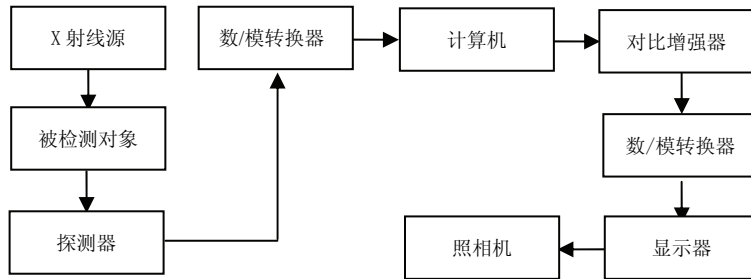 X 射线源
数/模转换器
计算机
对比增强器
被检测对象
数/模转换器
探测器
照相机
显示器